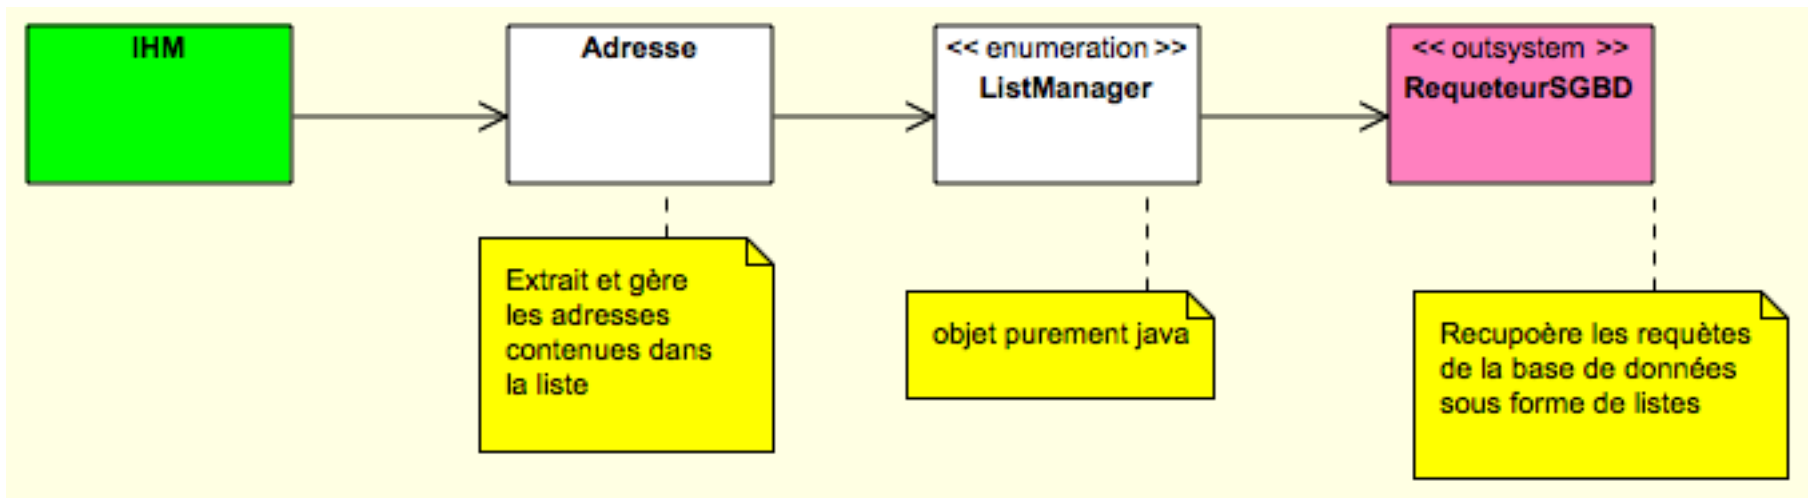 IHM
Adresse
<< enumeration >>
ListManager
<< outsystem >>
RequeteurSGBD
Extrait et gère
les adresses
contenues dans
la liste
objet purement java
Recupoère les requètes
de la base de données
sous forme de listes